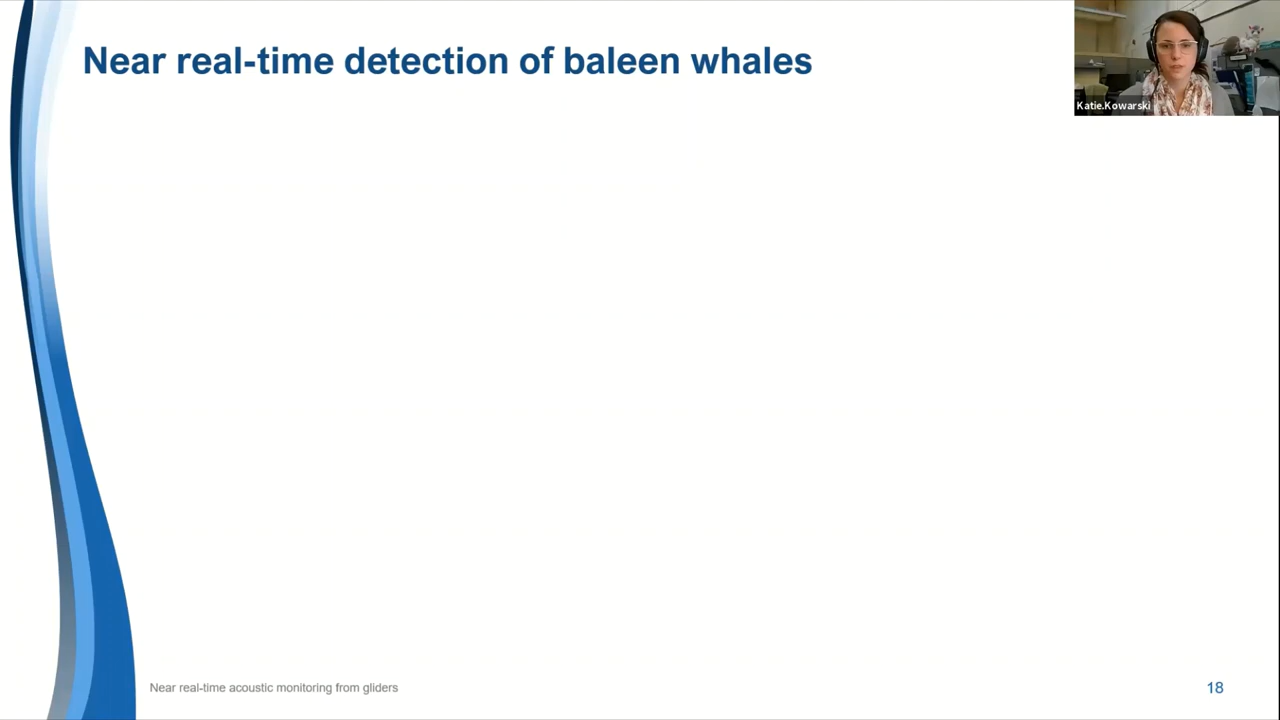 Near real-time detection of baleen whales
Katie.Kowarski
Near real-time acoustic monitoring from gliders
18